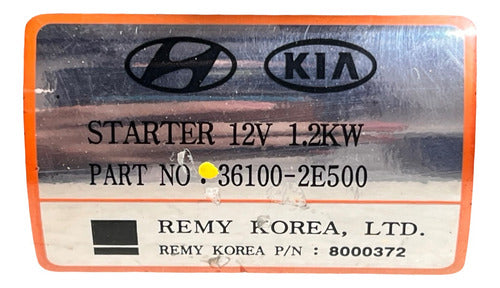 KIA
STARTER 12V 1.2KW
PART NO : 36100-2E500
REMY KOREA, LTD.
REMY KOREA P/N : 8000372